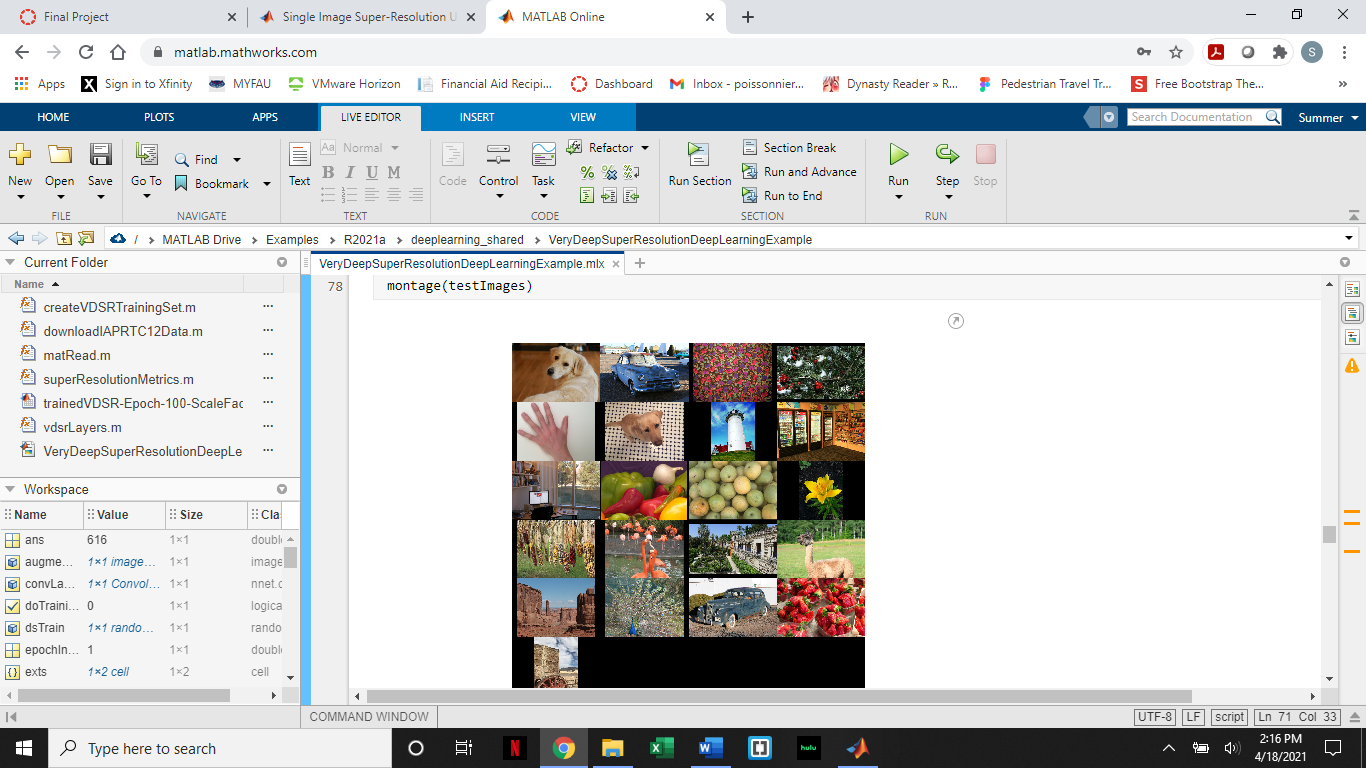 Final Project
Single Image Super-Resolution U
MATLAB Online
matlab.mathworks.com
S
Apps
Sign in to Xfinity
MYFAU
VMware Horizon
Financial Aid Recipi...
Dashboard
Inbox - poissonnier...
Dynasty Reader » R...
Pedestrian Travel Tr...
Free Bootstrap The...
HOME
PLOTS
APPS
LIVE EDITOR
INSERT
VIEW
Search Documentation
Summer
New
Open
Save
FILE
Go To
Find
Bookmark
NAVIGATE
Text
Aa Normal
B I U M
TEXT
Code
Control
Task
Refactor
CODE
Run Section
Section Break
Run and Advance
Run to End
SECTION
Run
Step
Stop
RUN
/ › MATLAB Drive › Examples › R2021a › deeplearning_shared › VeryDeepSuperResolutionDeepLearningExample
Current Folder
Name
createVDSRTrainingSet.m
downloadIAPRTC12Data.m
matRead.m
superResolutionMetrics.m
trainedVDSR-Epoch-100-ScaleFac
vdsrLayers.m
VeryDeepSuperResolutionDeepLe
Workspace
Name Value Size Cla
ans 616 1×1 doubl
augme... 1×1 image... 1×1 image
convLa... 1×1 Convol... 1×1 nnet.c
doTraini... 0 1×1 logica
dsTrain 1×1 rando... 1×1 rando
epochIn... 1 1×1 doubl
exts 1×2 cell 1×2 cell
VeryDeepSuperResolutionDeepLearningExample.mlx
78 montage(testImages)
COMMAND WINDOW
UTF-8 LF script Ln 71 Col 33
Type here to search
hulu
2:16 PM
4/18/2021